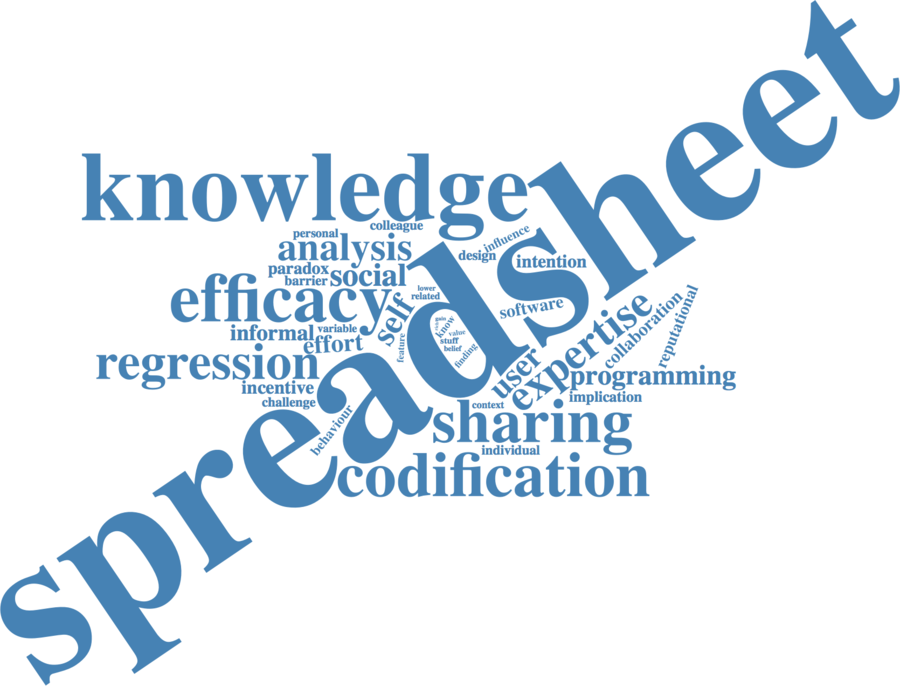 spreadsheet
knowledge
colleague
personal
influence
analysis
design
intention
paradox
social
barrier
efficacy
lower
related
self
software
expertise
collaboration
reputational
informal
variable
effort
gain
know
value
stuff
belief
finding
feature
regression
user
programming
incentive
implication
challenge
context
behaviour
sharing
individual
codification